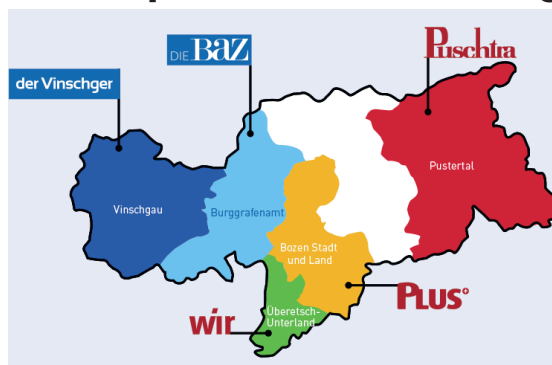 Puschtra
DIE BAZ
der Vinschger
Pustertal
Vinschgau
Burggrafenamt
Bozen Stadt
und Land
PLUS+
Überetsch-
Unterland
wir